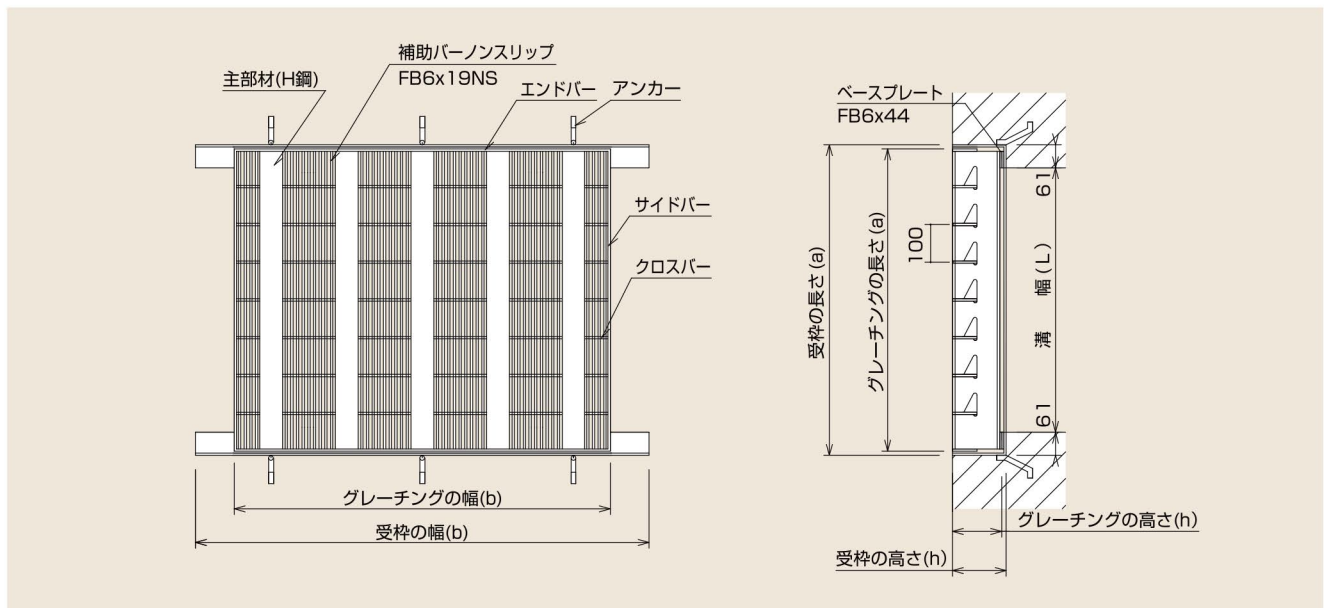 補助バーノンスリップ
FB6x19NS
主部材(H鋼)
エンドバー
アンカー
サイドバー
クロスバー
グレーチングの幅(b)
受枠の幅(b)
ベースプレート
FB6x44
61
受枠の長さ(a)
グレーチングの長さ(a)
100
溝 幅(L)
61
グレーチングの高さ(h)
受枠の高さ(h)